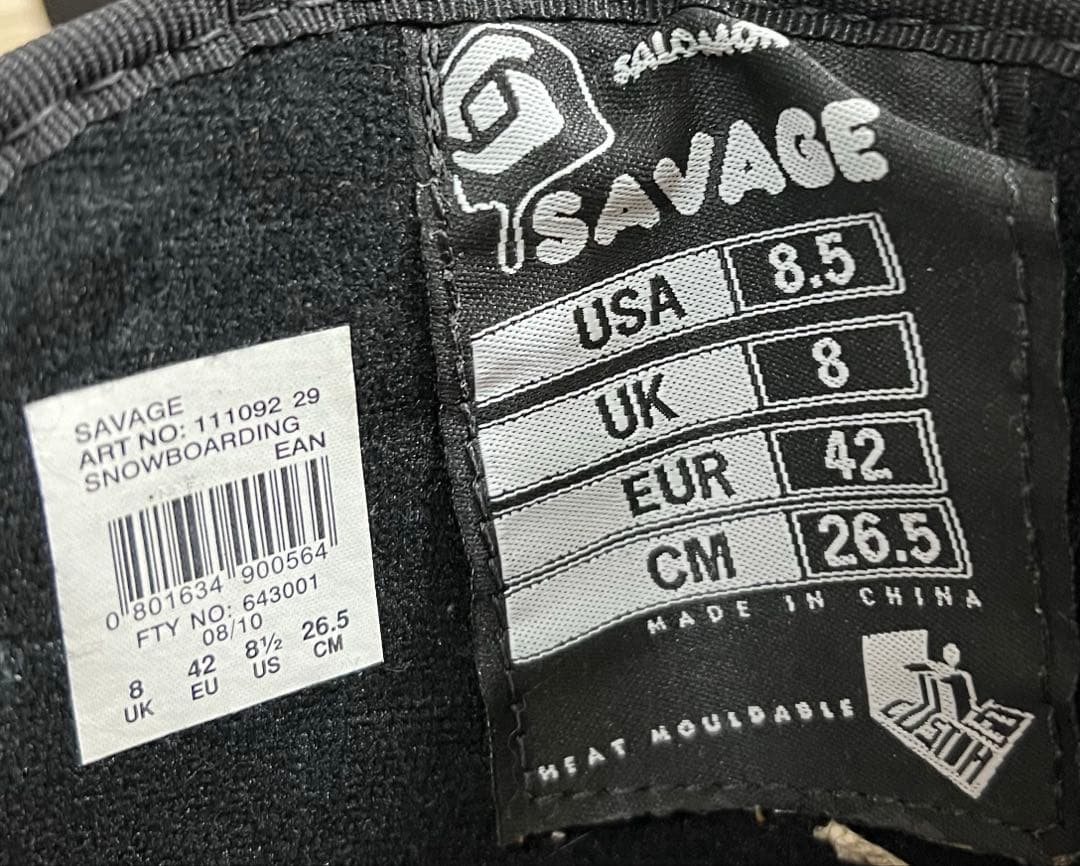 SAVAGE
ART NO: 111092 29
SNOWBOARDING
EAN
0 801634 900564
FTY NO: 643001
08/10
8 42 8½ 26.5
UK EU US CM
SALOMON
SAVAGE
USA 8.5
UK 8
EUR 42
CM 26.5
MADE IN CHINA
HEAT MOULDABLE